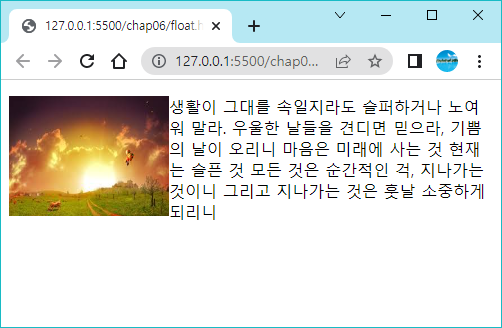 127.0.0.1:5500/chap06/float.h
127.0.0.1:5500/chap0...
생활이 그대를 속일지라도 슬퍼하거나 노여
워 말라. 우울한 날들을 견디면 믿으라, 기쁨
의 날이 오리니 마음은 미래에 사는 것 현재
는 슬픈 것 모든 것은 순간적인 걱, 지나가는
것이니 그리고 지나가는 것은 훗날 소중하게
되리니